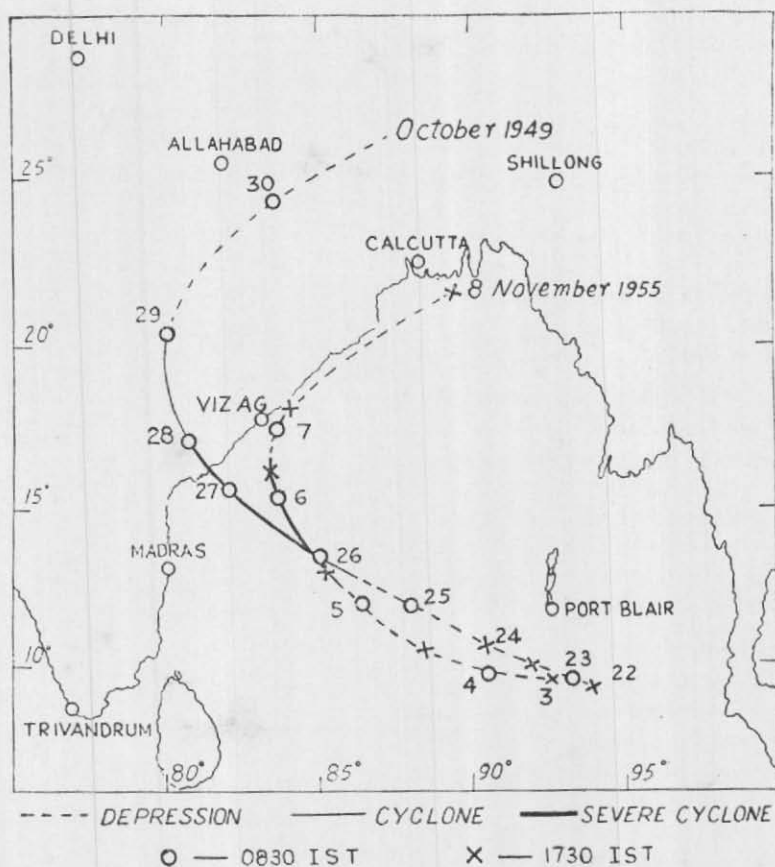 DELHI
October 1949
ALLAHABAD
SHILLONG
25°
30
CALCUTTA
8 November 1955
29
20°
VIZAG
28
7
27
6
15°
26
MADRAS
25
5
PORT BLAIR
24
10°
23
22
4
3
TRIVANDRUM
80°
85°
90°
95°
---- DEPRESSION —— CYCLONE —— SEVERE CYCLONE
O — 0830 IST X — 1730 IST